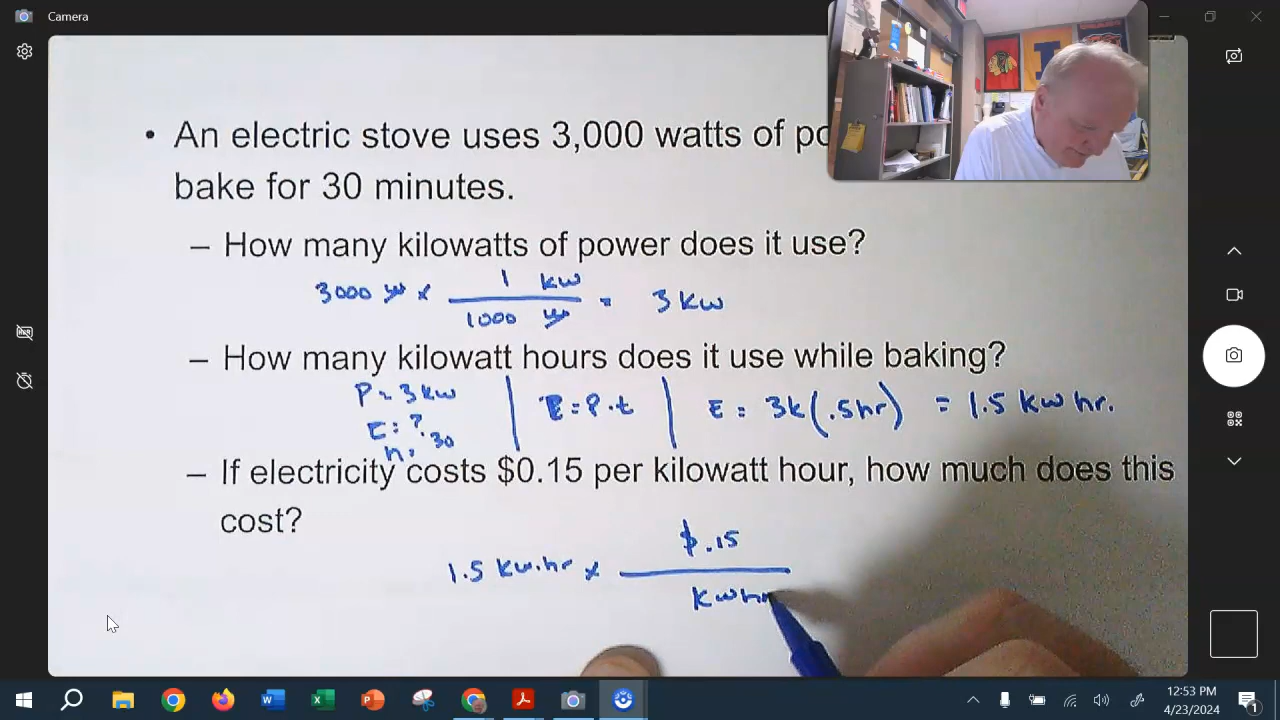 Camera
• An electric stove uses 3,000 watts of po
bake for 30 minutes.
– How many kilowatts of power does it use?
3000 w x 1 kw / 1000 w = 3 kw
– How many kilowatt hours does it use while baking?
P = 3 kw
E = ?
E = P · t
E = 3k (.5hr) = 1.5 kw hr.
– If electricity costs $0.15 per kilowatt hour, how much does this
cost?
1.5 kw.hr x $.15 / kwhr
12:53 PM
4/23/2024